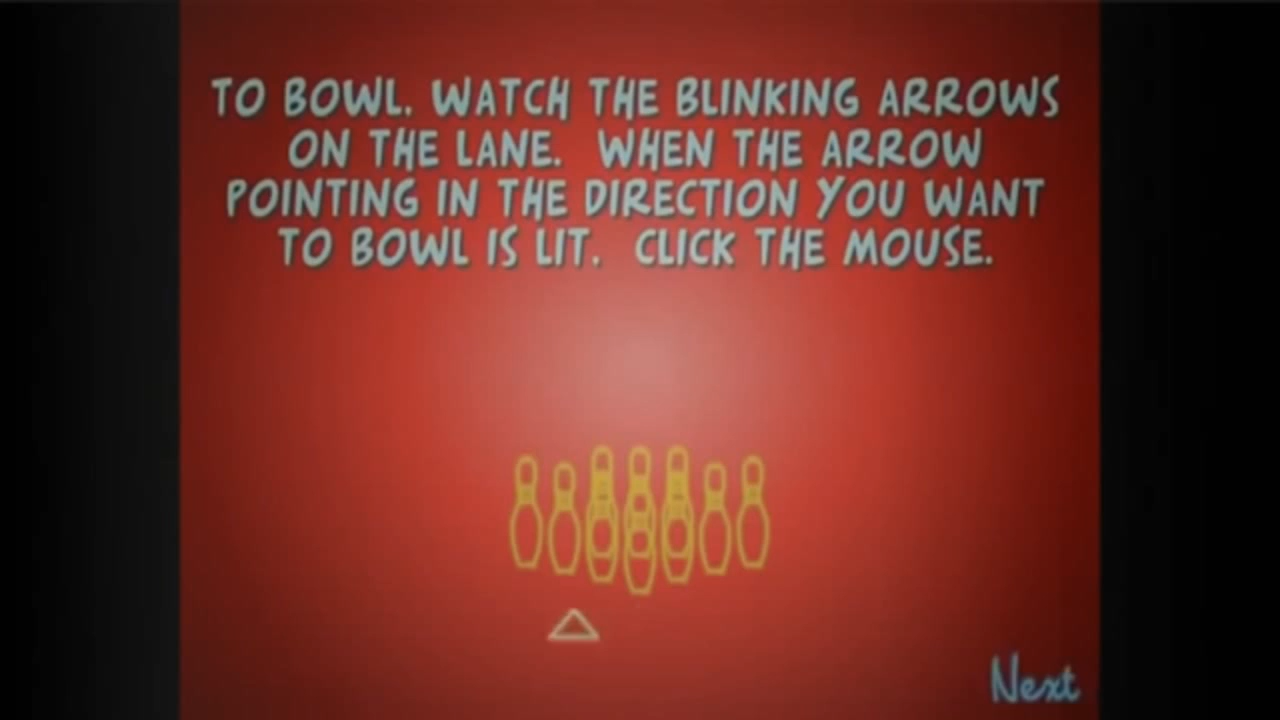 TO BOWL. WATCH THE BLINKING ARROWS
ON THE LANE.  WHEN THE ARROW
POINTING IN THE DIRECTION YOU WANT
TO BOWL IS LIT.  CLICK THE MOUSE.
Next